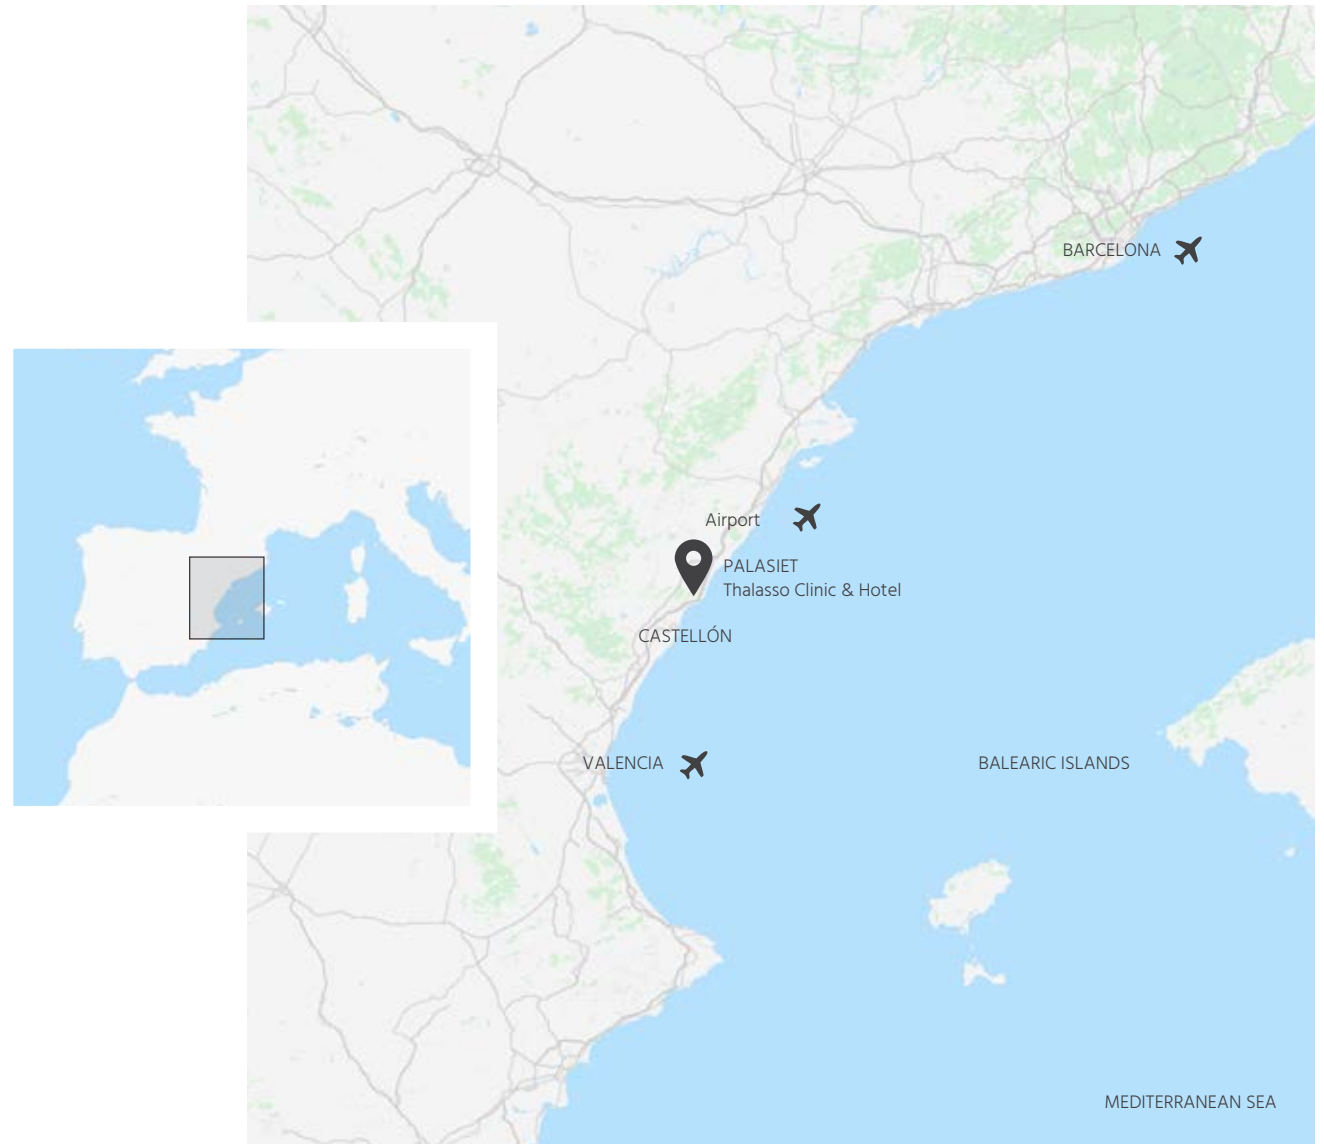 BARCELONA
Airport
PALASIET
Thalasso Clinic & Hotel
CASTELLÓN
VALENCIA
BALEARIC ISLANDS
MEDITERRANEAN SEA